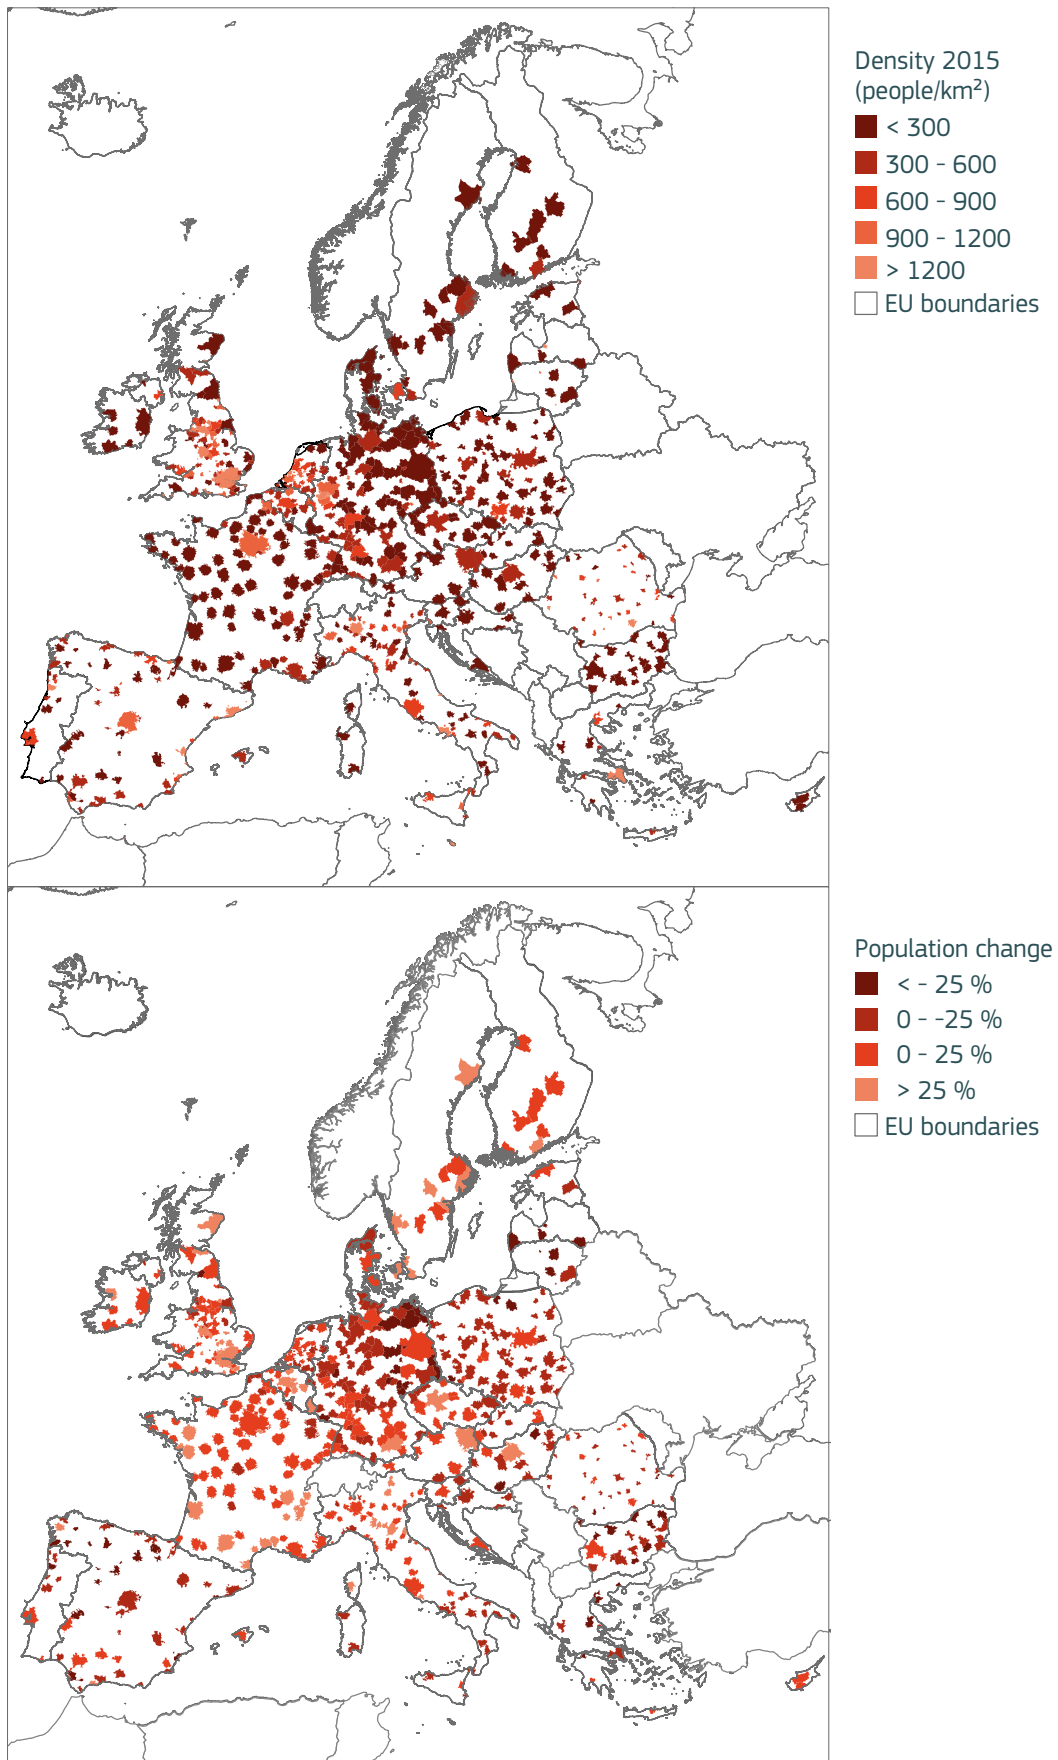 Density 2015
(people/km²)
< 300
300 - 600
600 - 900
900 - 1200
> 1200
EU boundaries
Population change
< - 25 %
0 - -25 %
0 - 25 %
> 25 %
EU boundaries